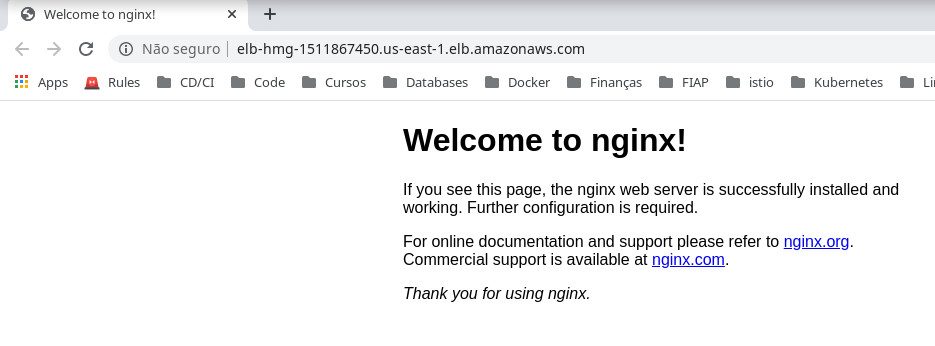 Welcome to nginx!
Não seguro elb-hmg-1511867450.us-east-1.elb.amazonaws.com
Apps Rules CD/CI Code Cursos Databases Docker Finanças FIAP istio Kubernetes
Welcome to nginx!
If you see this page, the nginx web server is successfully installed and
working. Further configuration is required.
For online documentation and support please refer to nginx.org.
Commercial support is available at nginx.com.
Thank you for using nginx.